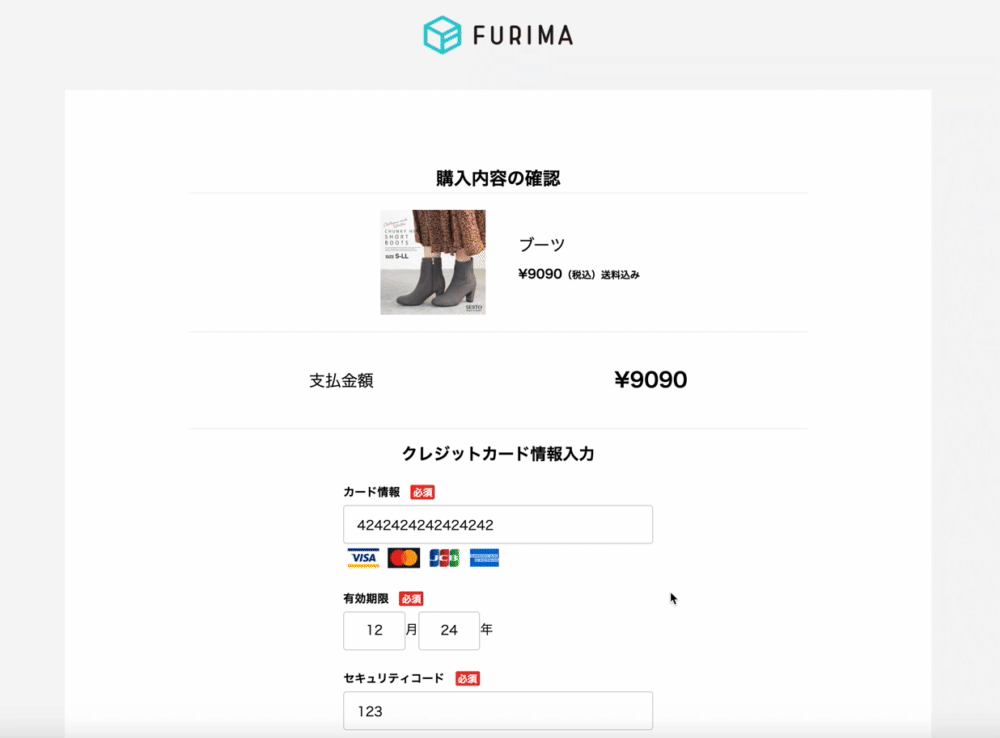 FURIMA
購入内容の確認
CHUNKY H
SHORT
BOOTS
SIZE S-LL
ブーツ
¥9090（税込）送料込み
支払金額
¥9090
クレジットカード情報入力
カード情報 必須
4242424242424242
VISA
JCB
有効期限 必須
12 月 24 年
セキュリティコード 必須
123